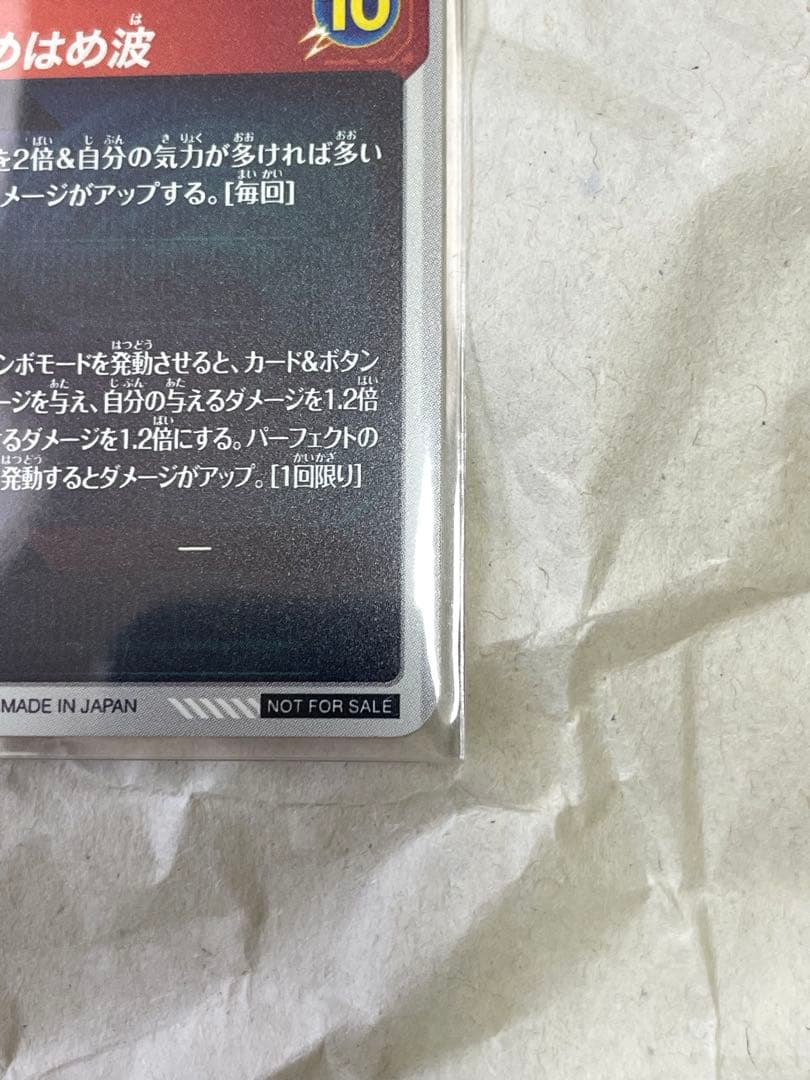 10
めはめ波
を2倍&自分の気力が多ければ多い
メージがアップする。[毎回]
ンボモードを発動させると、カード&ボタン
ージを与え、自分の与えるダメージを1.2倍
るダメージを1.2倍にする。パーフェクトの
発動するとダメージがアップ。[1回限り]
—
MADE IN JAPAN
NOT FOR SALE